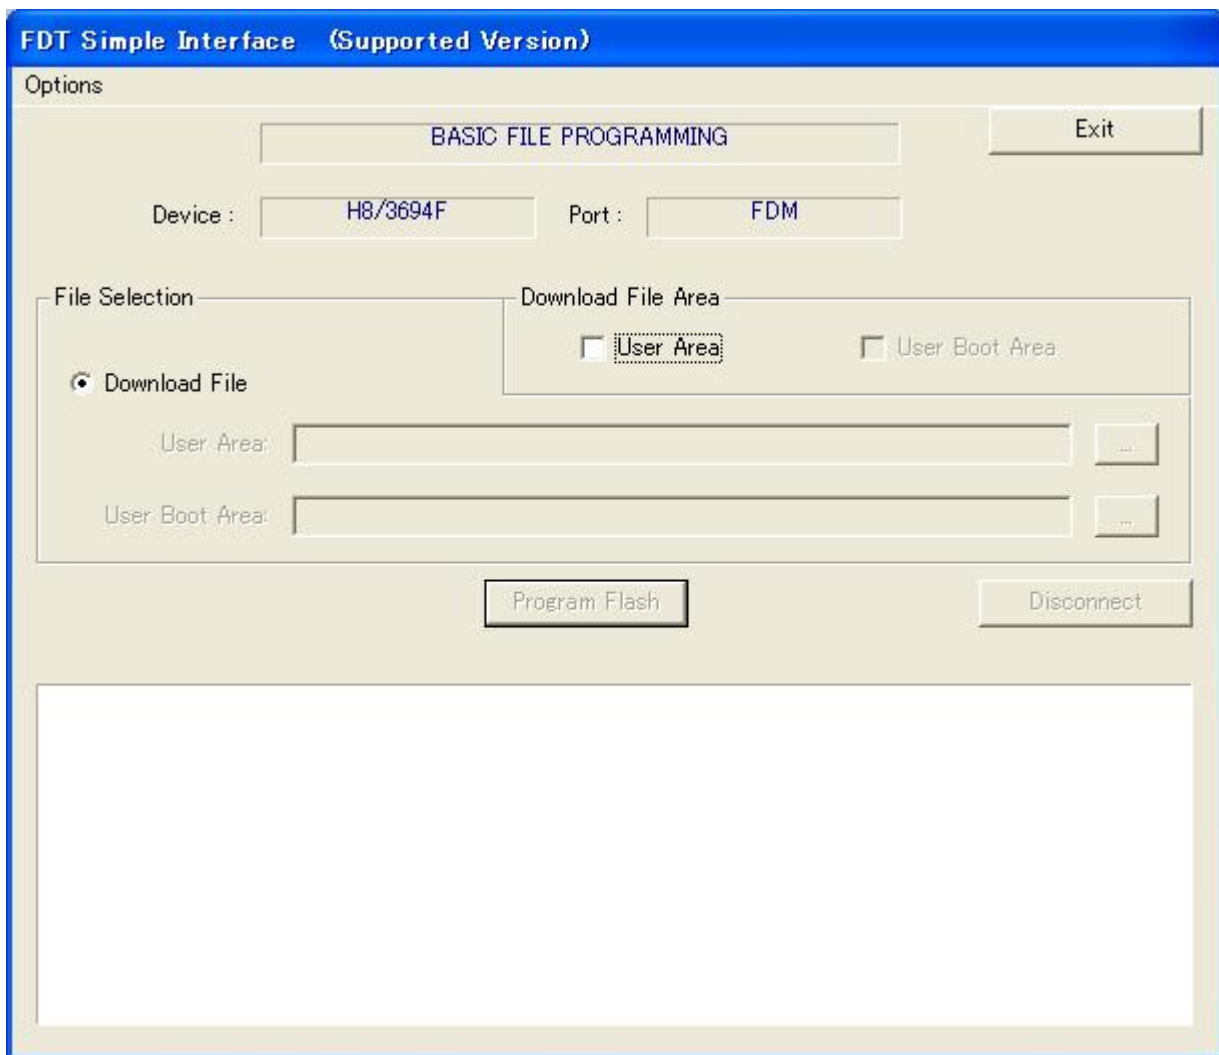 FDT Simple Interface (Supported Version)
Options
BASIC FILE PROGRAMMING
Exit
Device : H8/3694F Port : FDM
File Selection
Download File Area
User Area User Boot Area
Download File
User Area: ...
User Boot Area: ...
Program Flash Disconnect